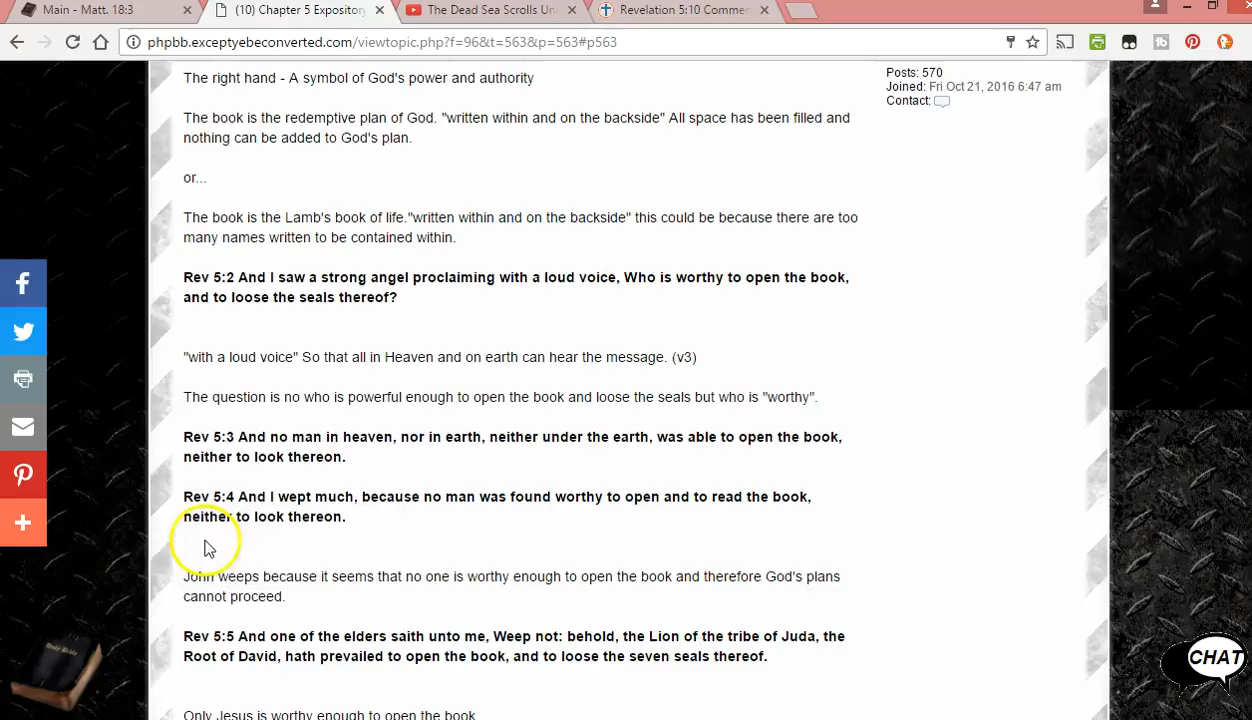 Main - Matt. 18:3
(10) Chapter 5 Expository
The Dead Sea Scrolls Un
Revelation 5:10 Comme
phpbb.exceptyebeconverted.com/viewtopic.php?f=96&t=563&p=563#p563
The right hand - A symbol of God's power and authority
Posts: 570
Joined: Fri Oct 21, 2016 6:47 am
Contact:
The book is the redemptive plan of God. "written within and on the backside" All space has been filled and
nothing can be added to God's plan.
or...
The book is the Lamb's book of life."written within and on the backside" this could be because there are too
many names written to be contained within.
Rev 5:2 And I saw a strong angel proclaiming with a loud voice, Who is worthy to open the book,
and to loose the seals thereof?
"with a loud voice" So that all in Heaven and on earth can hear the message. (v3)
The question is no who is powerful enough to open the book and loose the seals but who is "worthy".
Rev 5:3 And no man in heaven, nor in earth, neither under the earth, was able to open the book,
neither to look thereon.
Rev 5:4 And I wept much, because no man was found worthy to open and to read the book,
neither to look thereon.
John weeps because it seems that no one is worthy enough to open the book and therefore God's plans
cannot proceed.
Rev 5:5 And one of the elders saith unto me, Weep not: behold, the Lion of the tribe of Juda, the
Root of David, hath prevailed to open the book, and to loose the seven seals thereof.
Only Jesus is worthy enough to open the book
CHAT